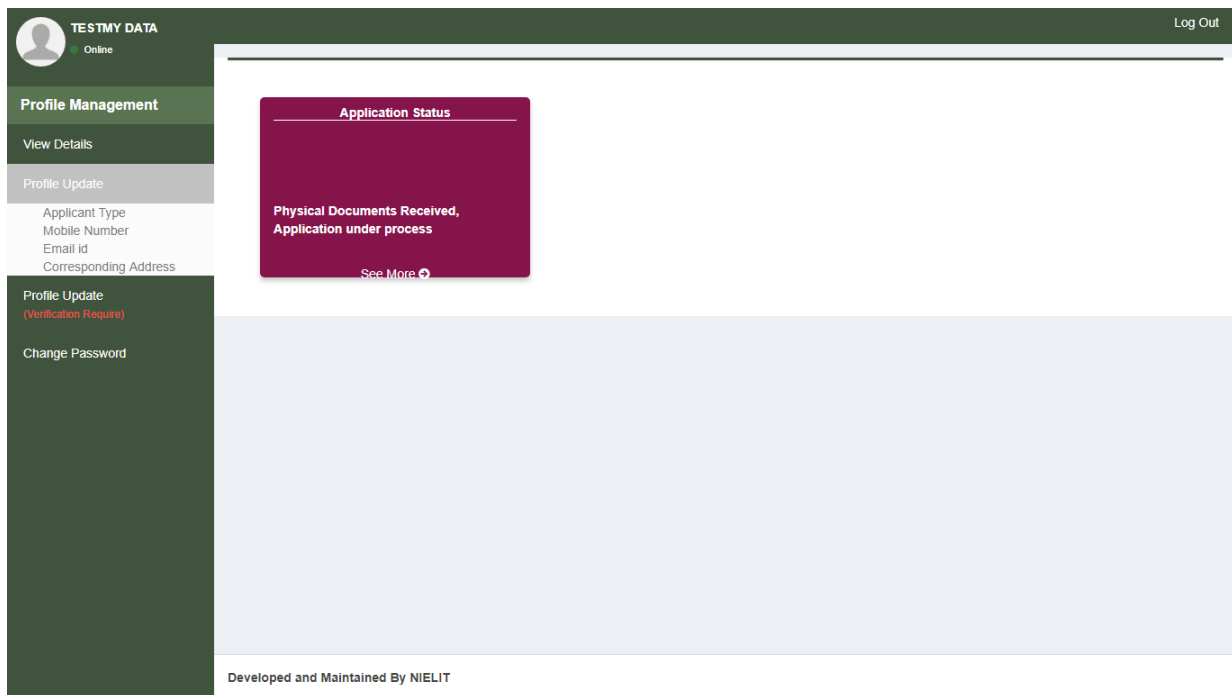 TESTMY DATA
Online
Log Out
Profile Management
View Details
Profile Update
Applicant Type
Mobile Number
Email id
Corresponding Address
Profile Update
(Verification Require)
Change Password
Application Status
Physical Documents Received,
Application under process
See More
Developed and Maintained By NIELIT